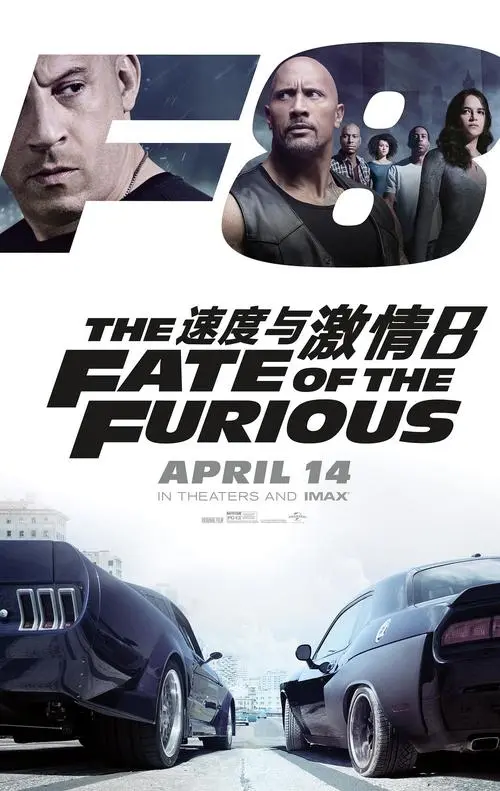 F8
THE 速度与激情8
FATE OF THE
FURIOUS
APRIL 14
IN THEATERS AND IMAX